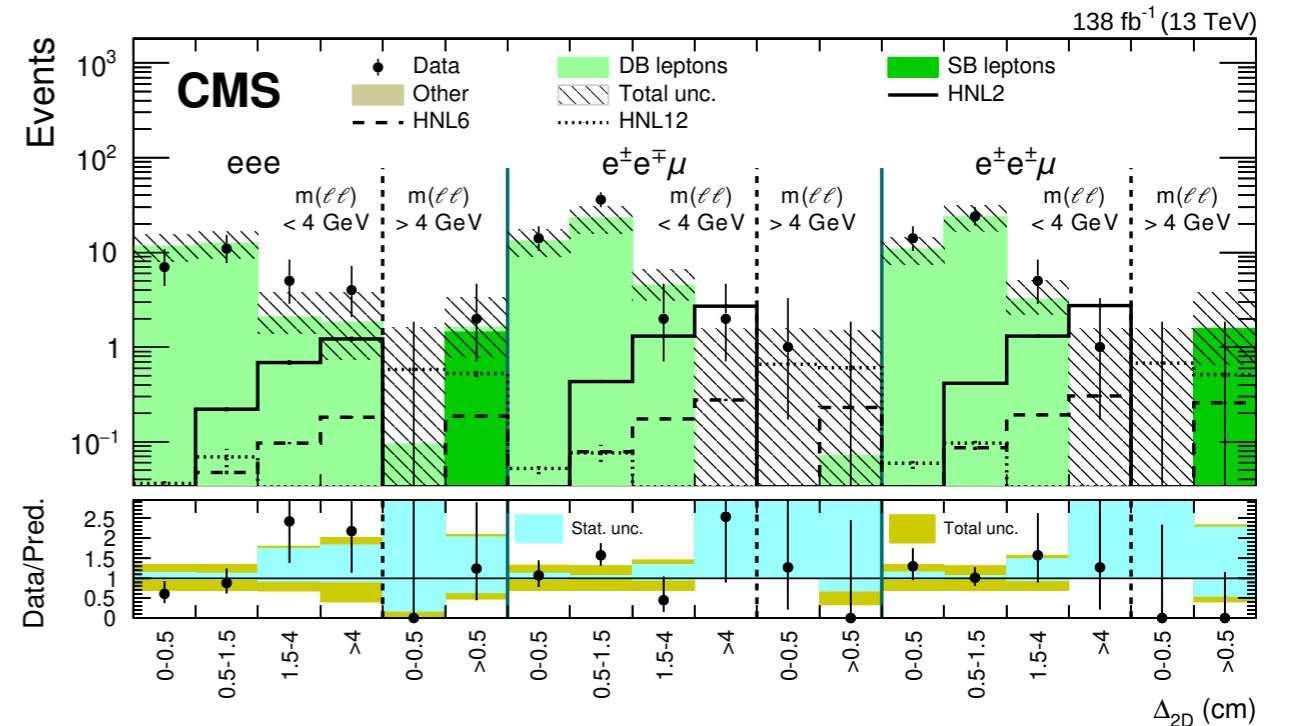 138 fb⁻¹ (13 TeV)
Events
10³
10²
10
1
10⁻¹
CMS
Data
DB leptons
SB leptons
Other
Total unc.
HNL2
HNL6
HNL12
eee
e±e∓μ
e±e±μ
m(ℓℓ)
< 4 GeV
m(ℓℓ)
> 4 GeV
m(ℓℓ)
< 4 GeV
m(ℓℓ)
> 4 GeV
m(ℓℓ)
< 4 GeV
m(ℓℓ)
> 4 GeV
Data/Pred.
2.5
2
1.5
1
0.5
0
Stat. unc.
Total unc.
0-0.5
0.5-1.5
1.5-4
>4
0-0.5
>0.5
0-0.5
0.5-1.5
1.5-4
>4
0-0.5
>0.5
0-0.5
0.5-1.5
1.5-4
>4
0-0.5
>0.5
Δ2D (cm)